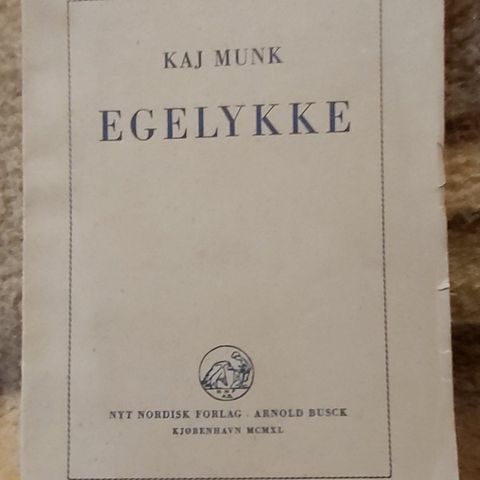 KAJ MUNK
EGELYKKE
NYT NORDISK FORLAG . ARNOLD BUSCK
KJØBENHAVN MCMXL